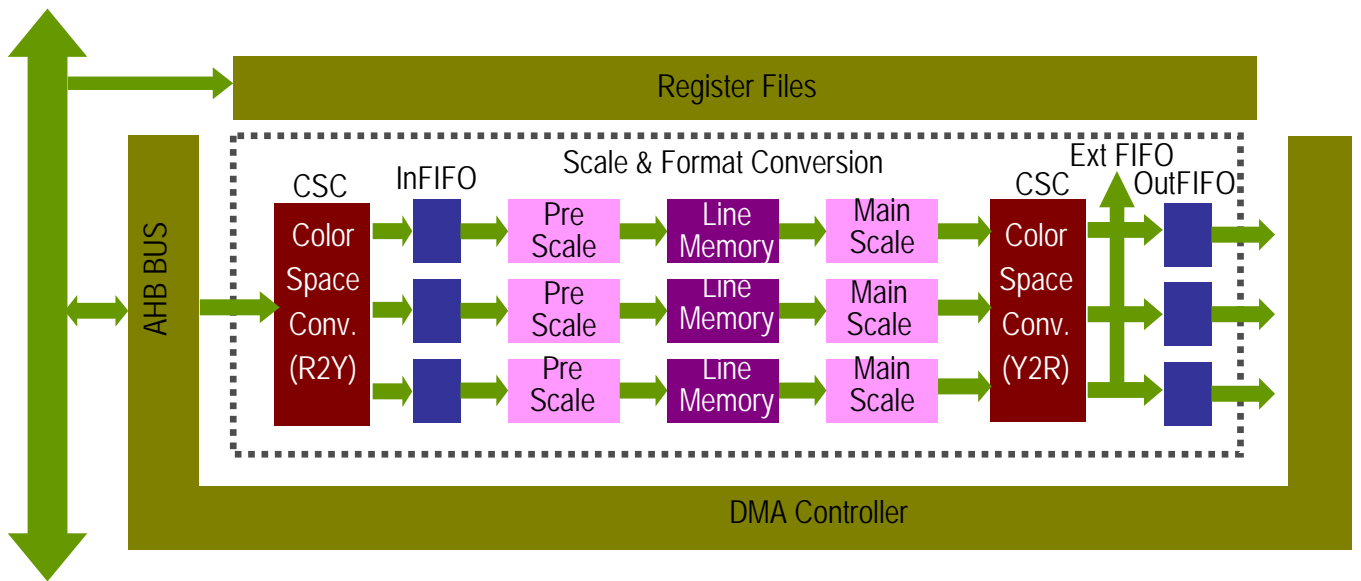 Register Files
Scale & Format Conversion
Ext FIFO
CSC
InFIFO
CSC
OutFIFO
AHB BUS
Color
Space
Conv.
(R2Y)
Pre
Scale
Line
Memory
Main
Scale
Pre
Scale
Line
Memory
Main
Scale
Pre
Scale
Line
Memory
Main
Scale
Color
Space
Conv.
(Y2R)
DMA Controller